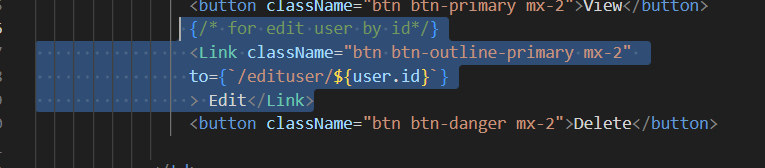 <button className="btn btn-primary mx-2">View</button>
{/* for edit user by id*/}
<Link className="btn btn-outline-primary mx-2"
to={`/edituser/${user.id}`}
> Edit</Link>
<button className="btn btn-danger mx-2">Delete</button>